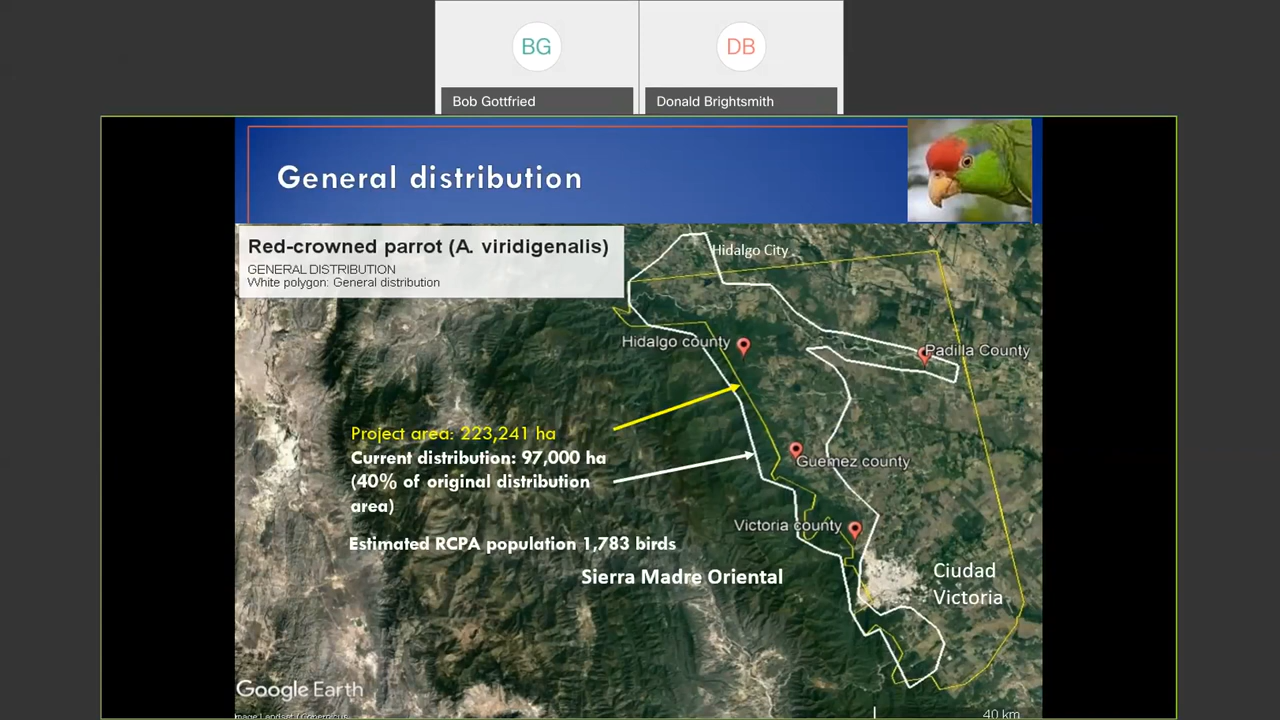 BG
DB
Bob Gottfried
Donald Brightsmith
General distribution
Red-crowned parrot (A. viridigenalis)
GENERAL DISTRIBUTION
White polygon: General distribution
Hidalgo City
Hidalgo county
Padilla County
Project area: 223,241 ha
Current distribution: 97,000 ha
(40% of original distribution
area)
Guemez county
Victoria county
Estimated RCPA population 1,783 birds
Sierra Madre Oriental
Ciudad
Victoria
Google Earth
Image Landsat / Copernicus
40 km